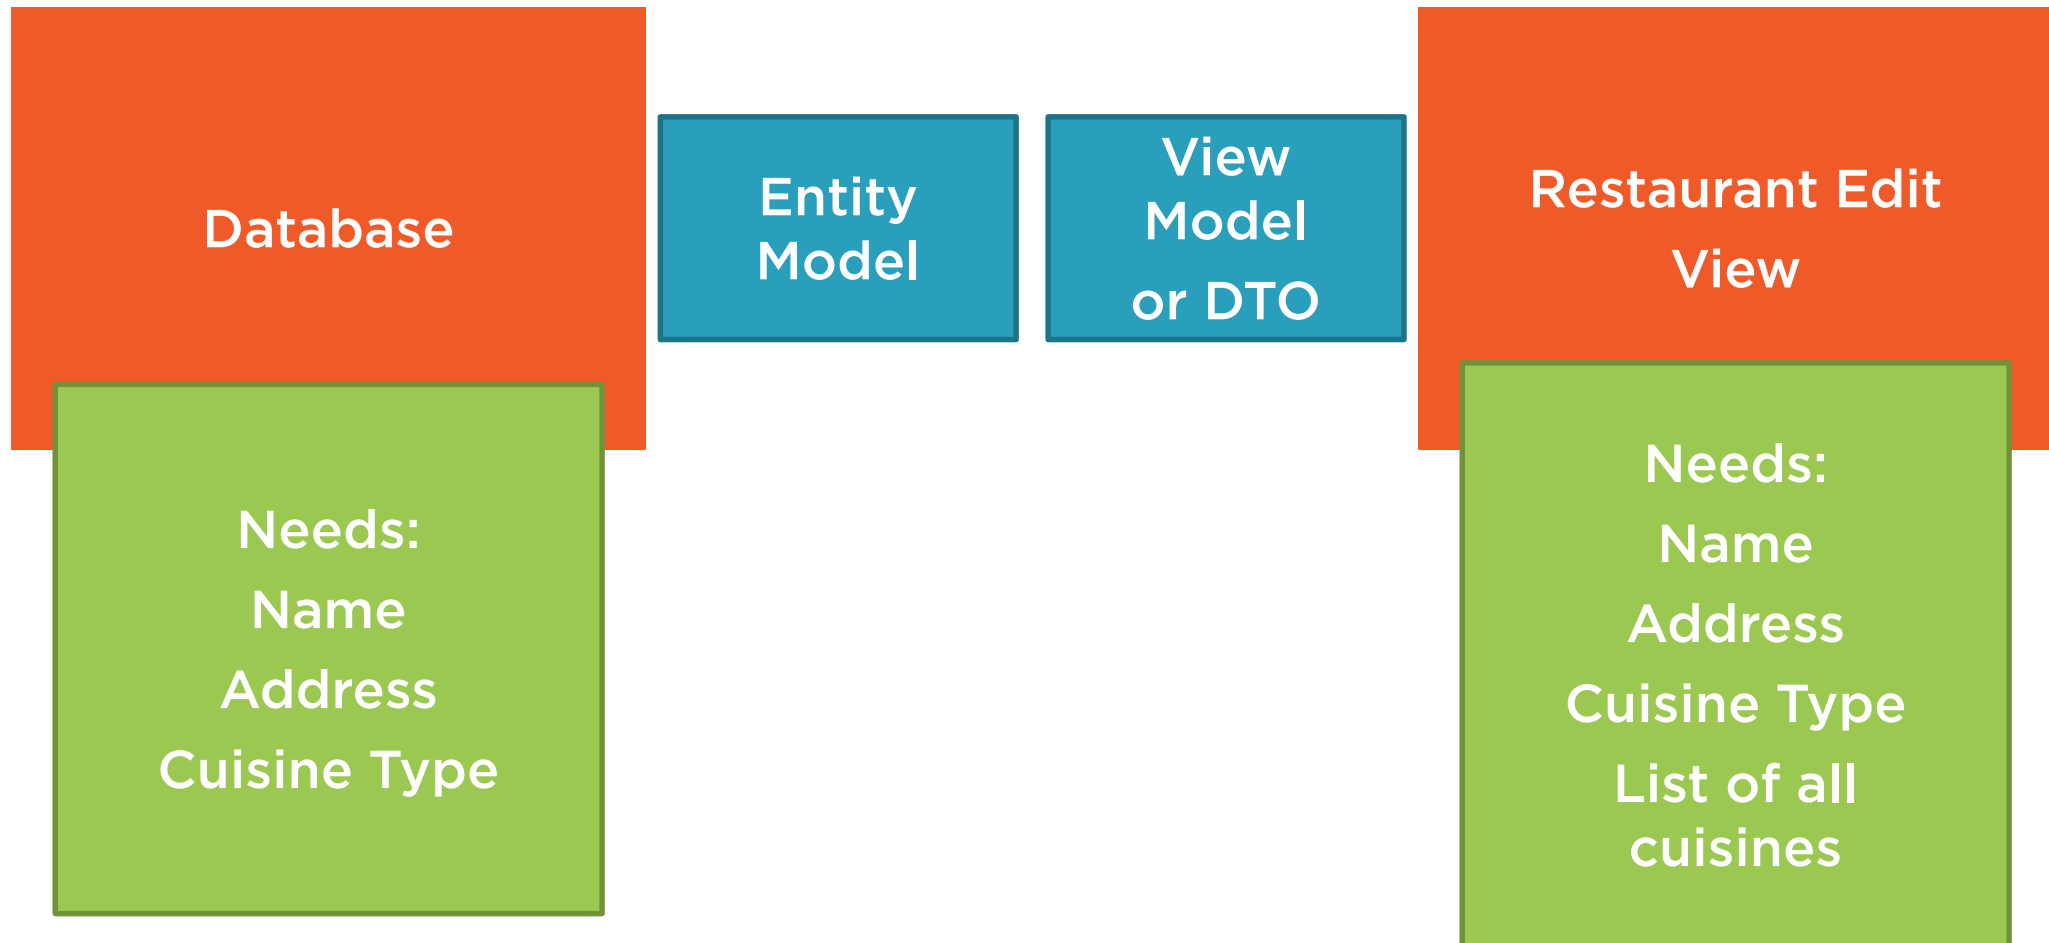 Database
Entity
Model
View
Model
or DTO
Restaurant Edit
View
Needs:
Name
Address
Cuisine Type
Needs:
Name
Address
Cuisine Type
List of all
cuisines